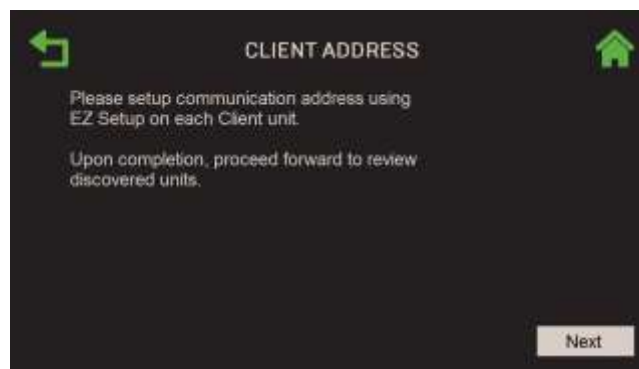 CLIENT ADDRESS
Please setup communication address using
EZ Setup on each Client unit.
Upon completion, proceed forward to review
discovered units.
Next